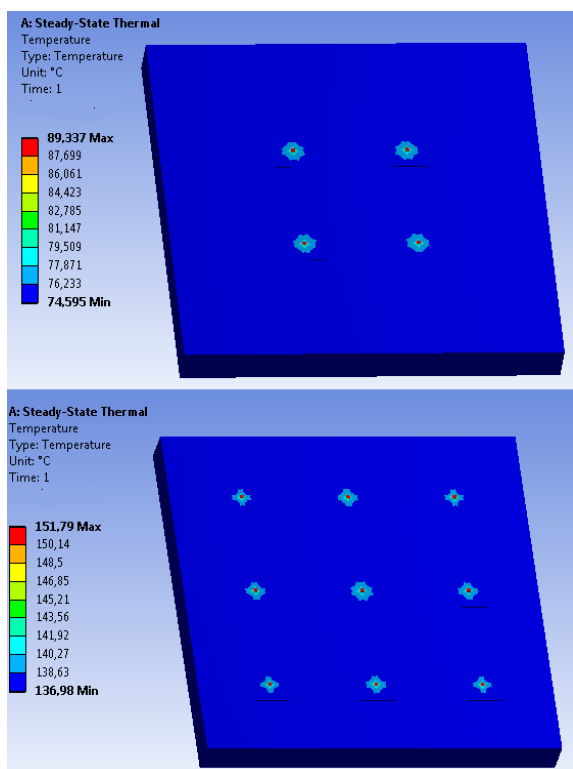 A: Steady-State Thermal
Temperature
Type: Temperature
Unit: °C
Time: 1
89,337 Max
87,699
86,061
84,423
82,785
81,147
79,509
77,871
76,233
74,595 Min
A: Steady-State Thermal
Temperature
Type: Temperature
Unit: °C
Time: 1
151,79 Max
150,14
148,5
146,85
145,21
143,56
141,92
140,27
138,63
136,98 Min